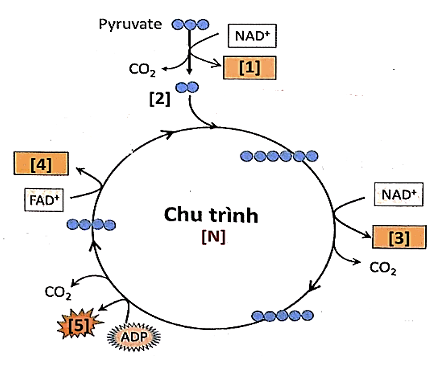 Pyruvate
NAD⁺
CO₂
[1]
[2]
[4]
FAD⁺
Chu trình
[N]
NAD⁺
[3]
CO₂
CO₂
[5]
ADP